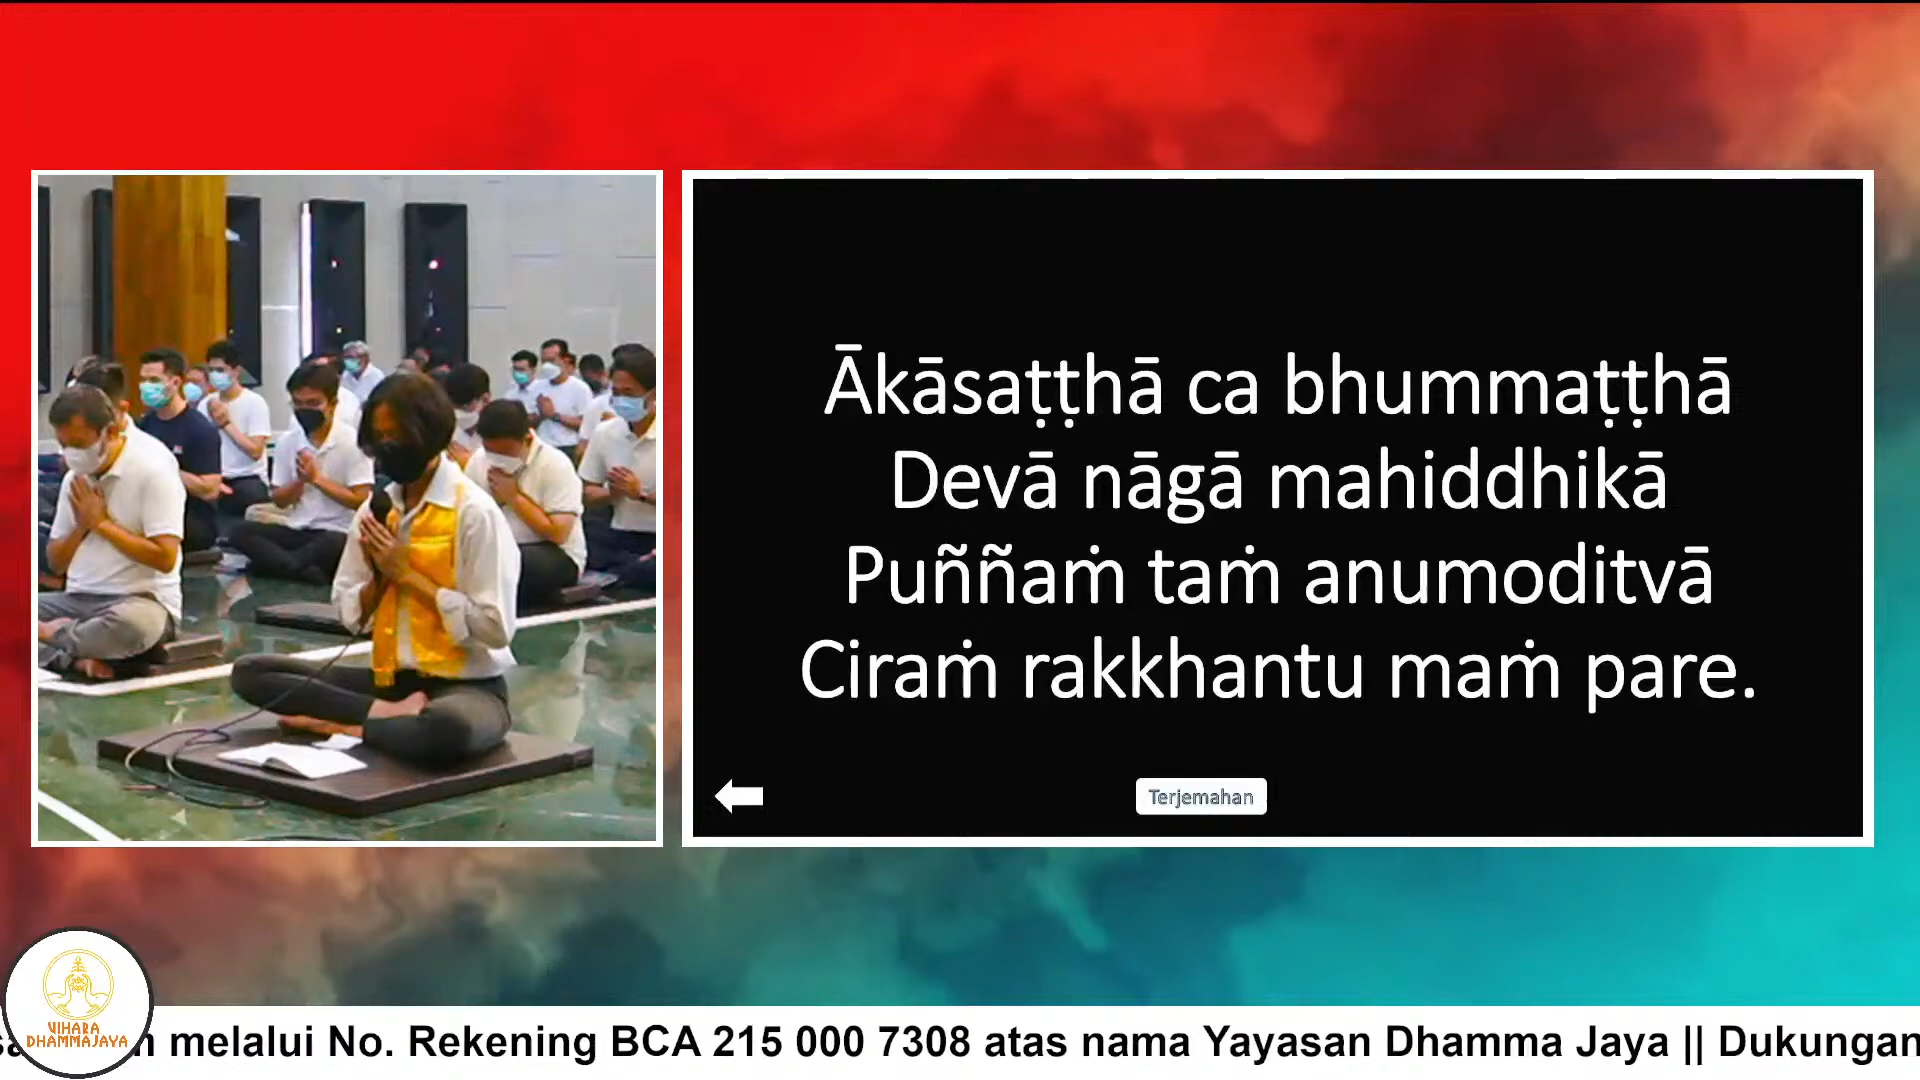 Ākāsaṭṭhā ca bhummaṭṭhā
Devā nāgā mahiddhikā
Puññaṁ taṁ anumoditvā
Ciraṁ rakkhantu maṁ pare.
Terjemahan
VIHARA
DHAMMAJAYA
melalui No. Rekening BCA 215 000 7308 atas nama Yayasan Dhamma Jaya || Dukungan